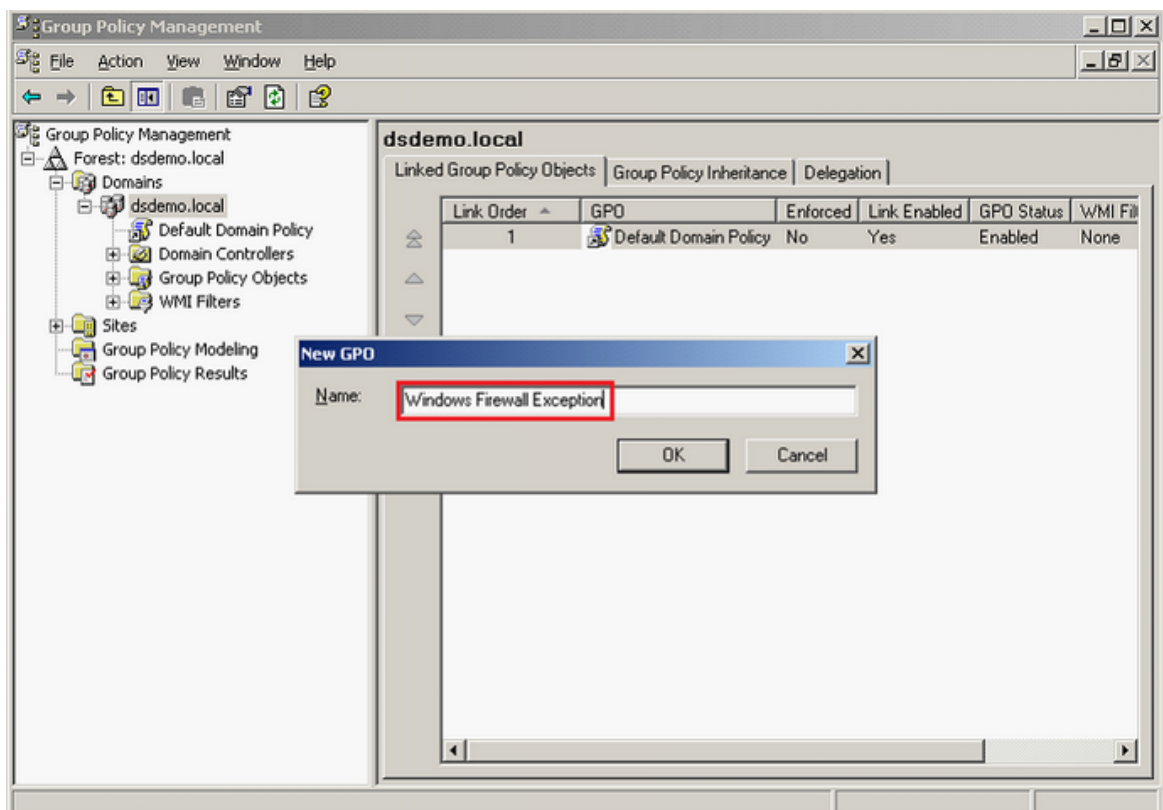 Group Policy Management
File Action View Window Help
Group Policy Management
Forest: dsdemo.local
Domains
dsdemo.local
Default Domain Policy
Domain Controllers
Group Policy Objects
WMI Filters
Sites
Group Policy Modeling
Group Policy Results
dsdemo.local
Linked Group Policy Objects Group Policy Inheritance Delegation
Link Order GPO Enforced Link Enabled GPO Status WMI Fil
1 Default Domain Policy No Yes Enabled None
New GPO
Name: Windows Firewall Exception
OK Cancel